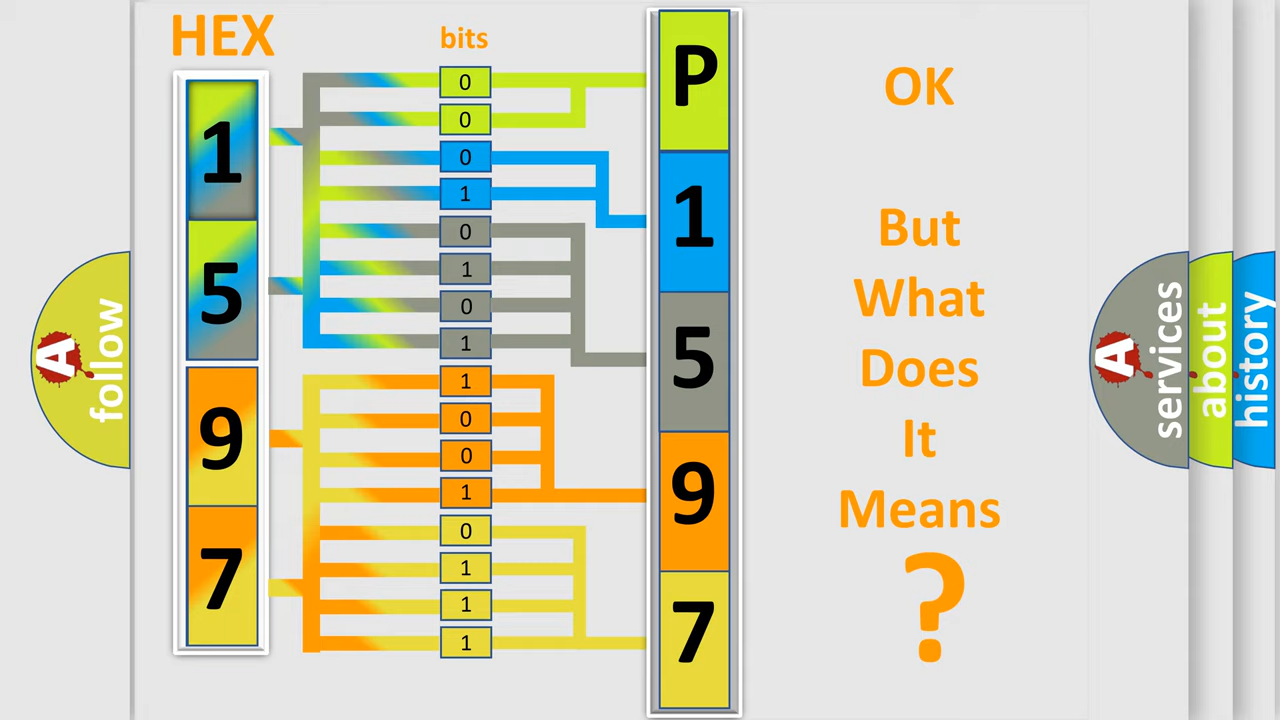 HEX
bits
1
5
9
7
0
0
0
1
0
1
0
1
1
0
0
1
0
1
1
1
P
1
5
9
7
OK
But
What
Does
It
Means
?
A
follow
A
services
about
history